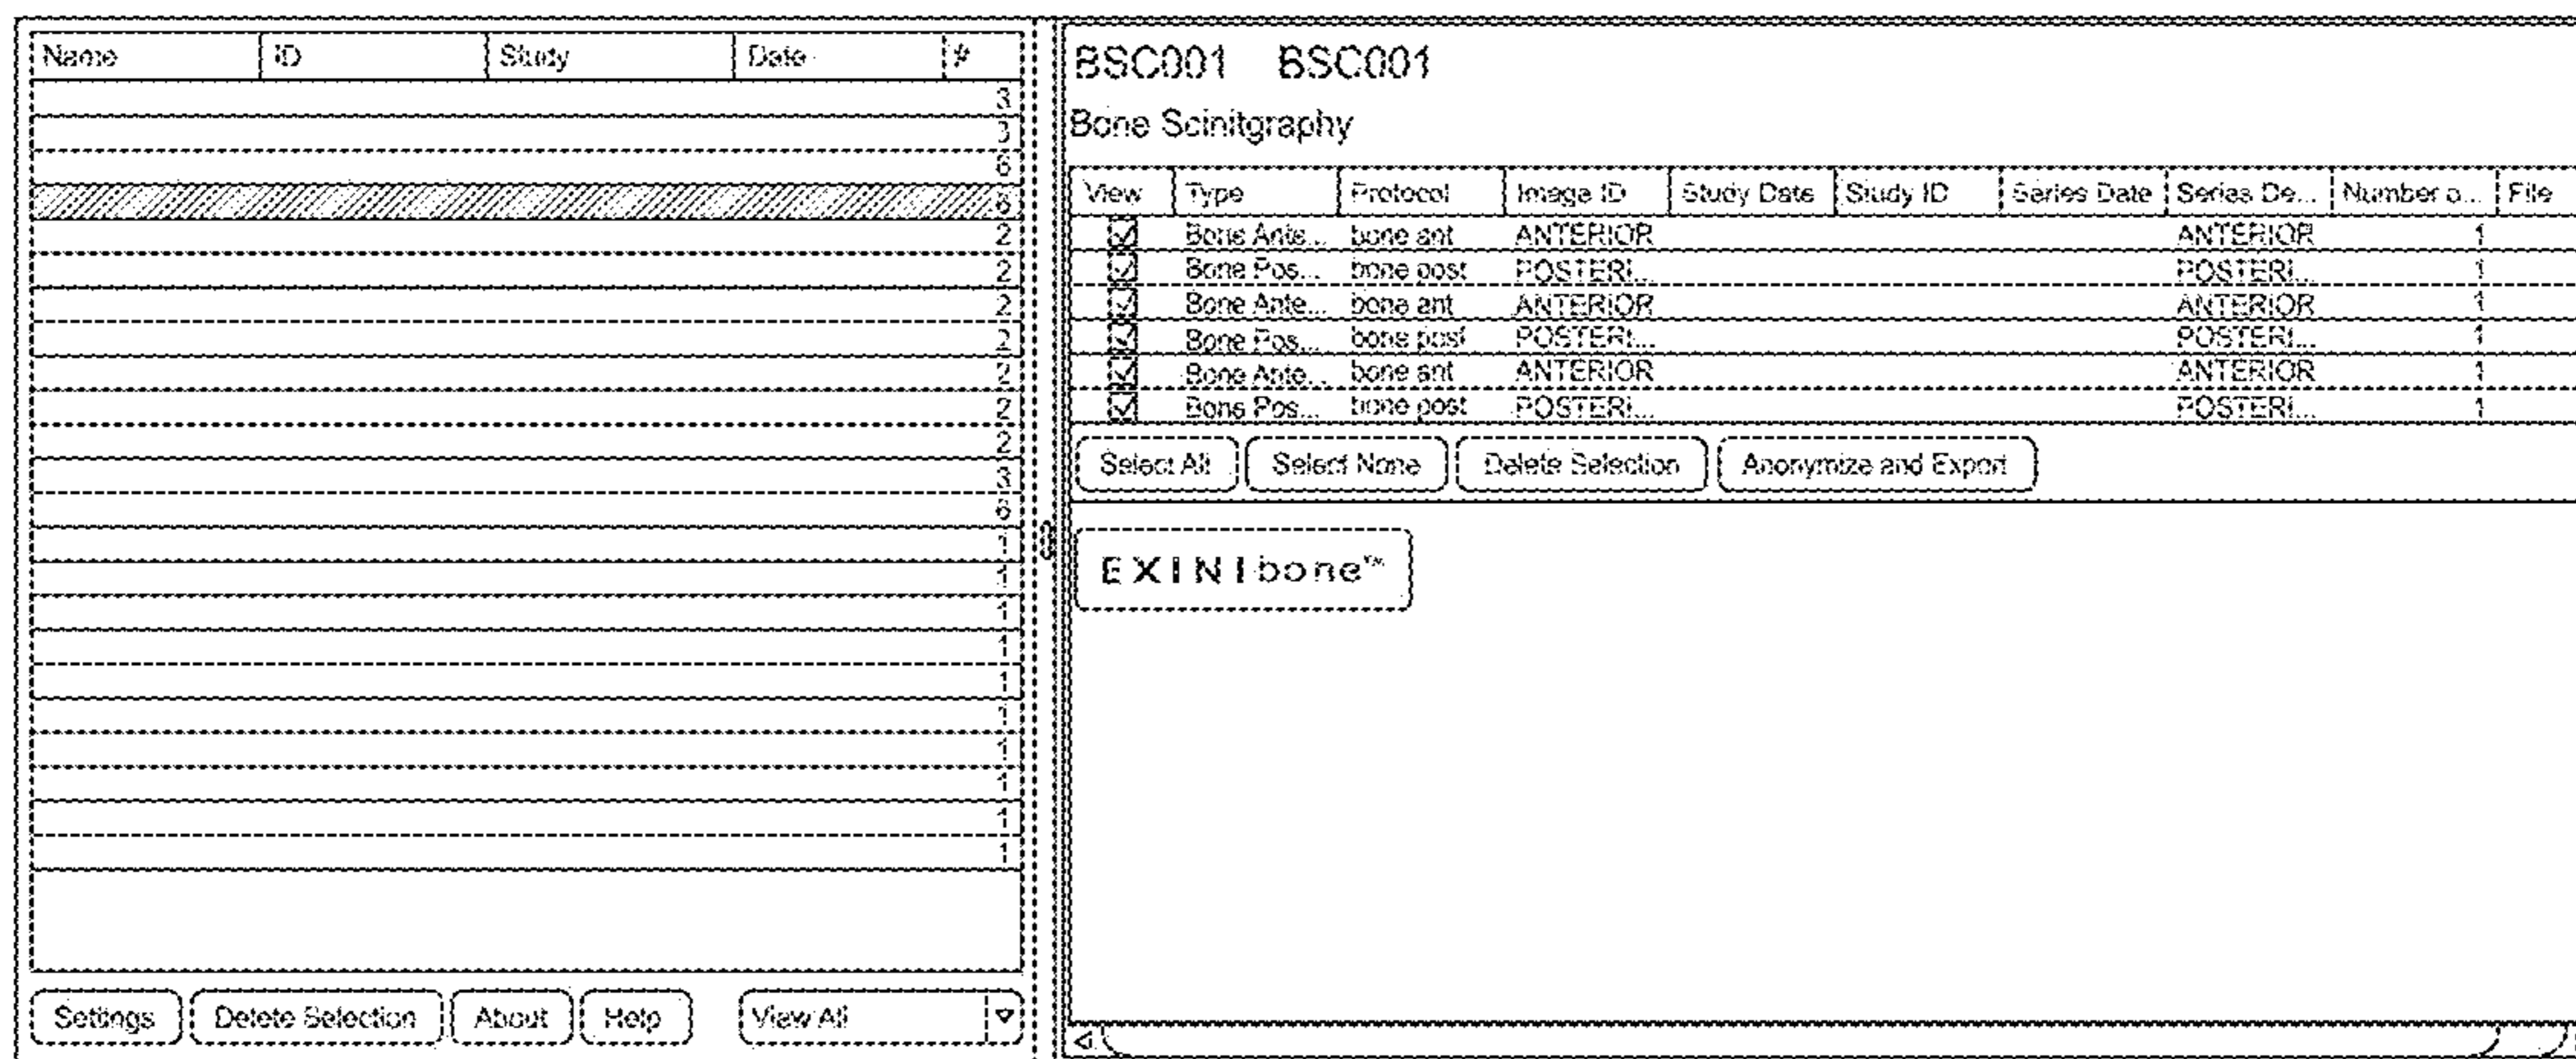 Name ID Study Date #
3
3
6
6
2
2
2
2
2
2
2
3
6
1
1
1
1
1
1
1
1
1
1
Settings Delete Selection About Help View All
BSC001 BSC001
Bone Scinitgraphy
View Type Protocol Image ID Study Date Study ID Series Date Series De... Number o... File
Bone Ante... bone ant ANTERIOR ANTERIOR 1
Bone Pos... bone post POSTERI... POSTERI... 1
Bone Ante... bone ant ANTERIOR ANTERIOR 1
Bone Pos... bone post POSTERI... POSTERI... 1
Bone Ante... bone ant ANTERIOR ANTERIOR 1
Bone Pos... bone post POSTERI... POSTERI... 1
Select All Select None Delete Selection Anonymize and Export
EXINIbone™